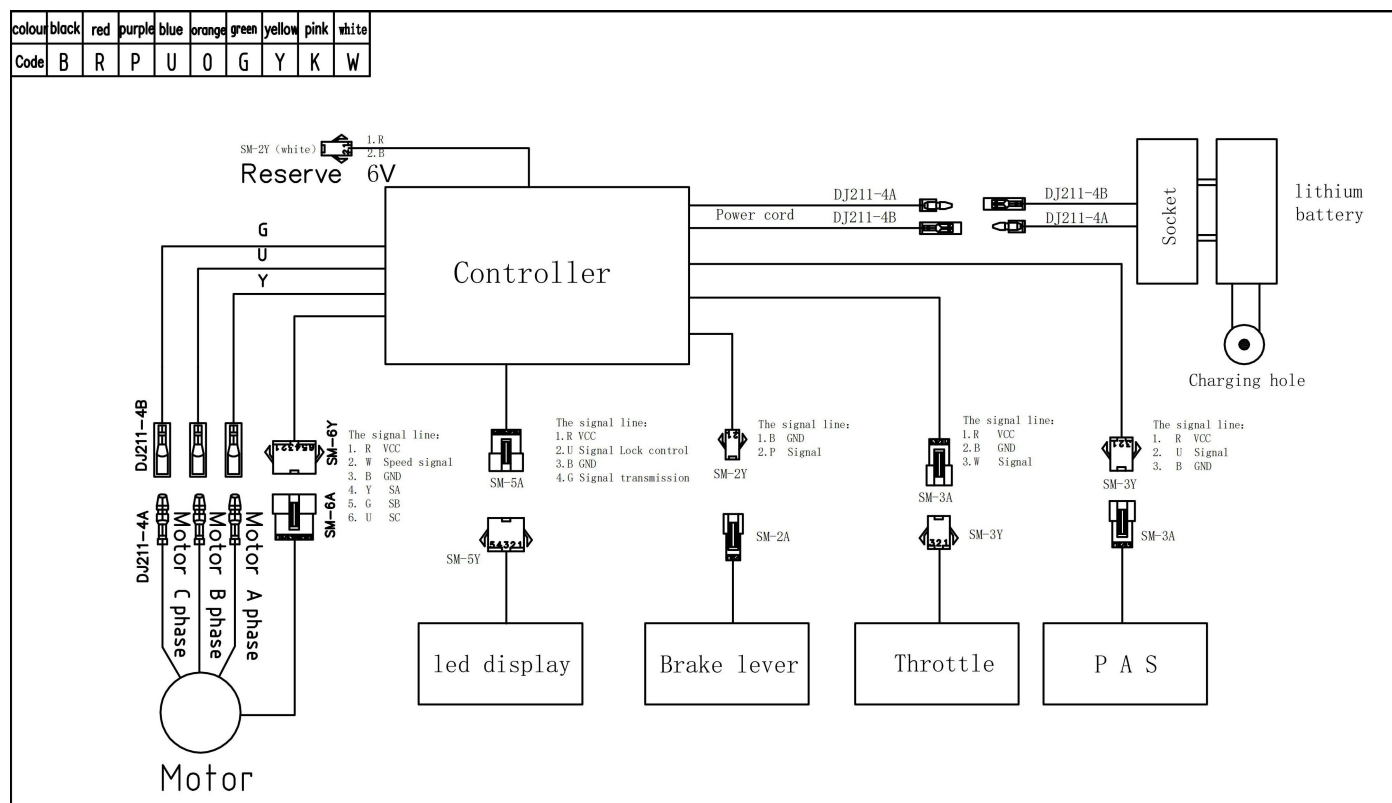 colour black red purple blue orange green yellow pink white
Code B R P U O G Y K W
SM-2Y (white)
1.R
2.B
Reserve 6V
G
U
Y
Controller
DJ211-4A
Power cord
DJ211-4B
DJ211-4B
DJ211-4A
Socket
lithium
battery
Charging hole
DJ211-4B
DJ211-4A
SM-6Y
SM-6A
The signal line:
1. R VCC
2. W Speed signal
3. B GND
4. Y SA
5. G SB
6. U SC
Motor C phase
Motor B phase
Motor A phase
Motor
The signal line:
1.R VCC
2.U Signal Lock control
3.B GND
4.G Signal transmission
SM-5A
54321
SM-5Y
led display
The signal line:
1.B GND
2.P Signal
SM-2Y
SM-2A
Brake lever
The signal line:
1.R VCC
2.B GND
3.W Signal
SM-3A
321
SM-3Y
Throttle
The signal line:
1. R VCC
2. U Signal
3. B GND
SM-3Y
SM-3A
P A S